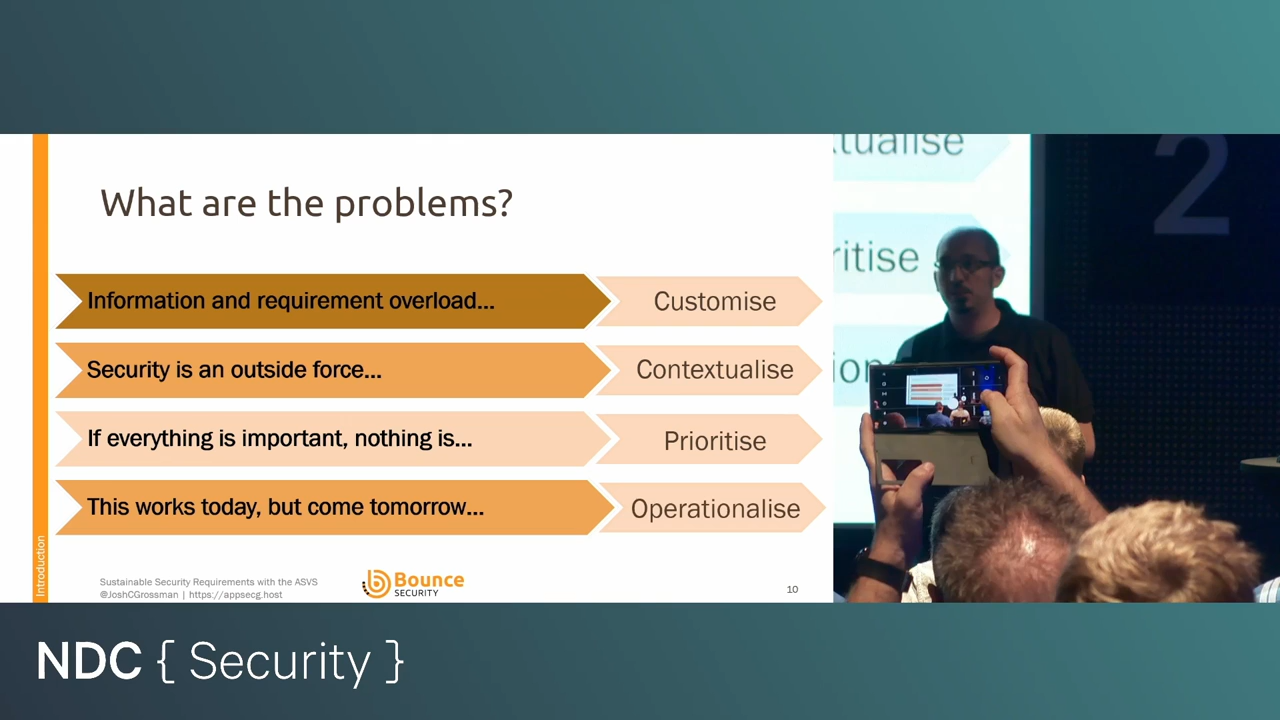 What are the problems?
Information and requirement overload...
Customise
Security is an outside force...
Contextualise
If everything is important, nothing is...
Prioritise
This works today, but come tomorrow...
Operationalise
Introduction
Sustainable Security Requirements with the ASVS
@JoshCGrossman | https://appsecg.host
Bounce
SECURITY
10
tualise
ritise
ion
2
NDC { Security }